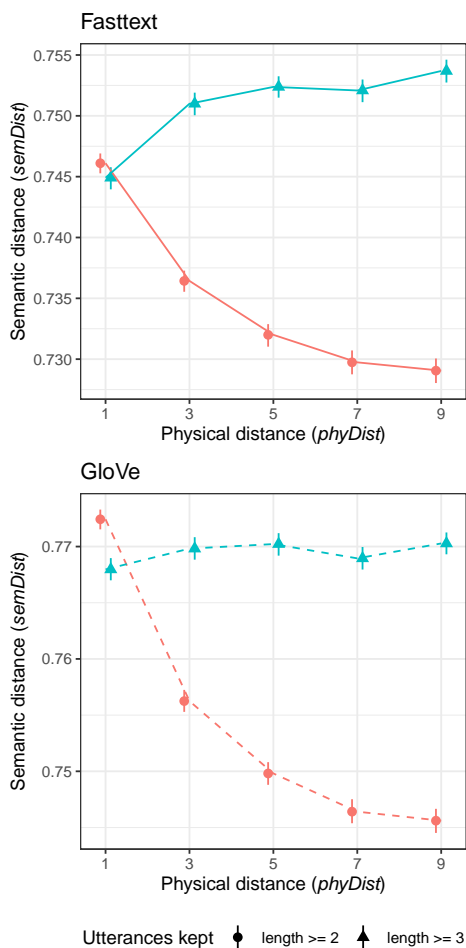 Fasttext
0.755
0.750
0.745
0.740
0.735
0.730
Semantic distance (semDist)
1 3 5 7 9
Physical distance (phyDist)
GloVe
0.77
0.76
0.75
Semantic distance (semDist)
1 3 5 7 9
Physical distance (phyDist)
Utterances kept length >= 2 length >= 3